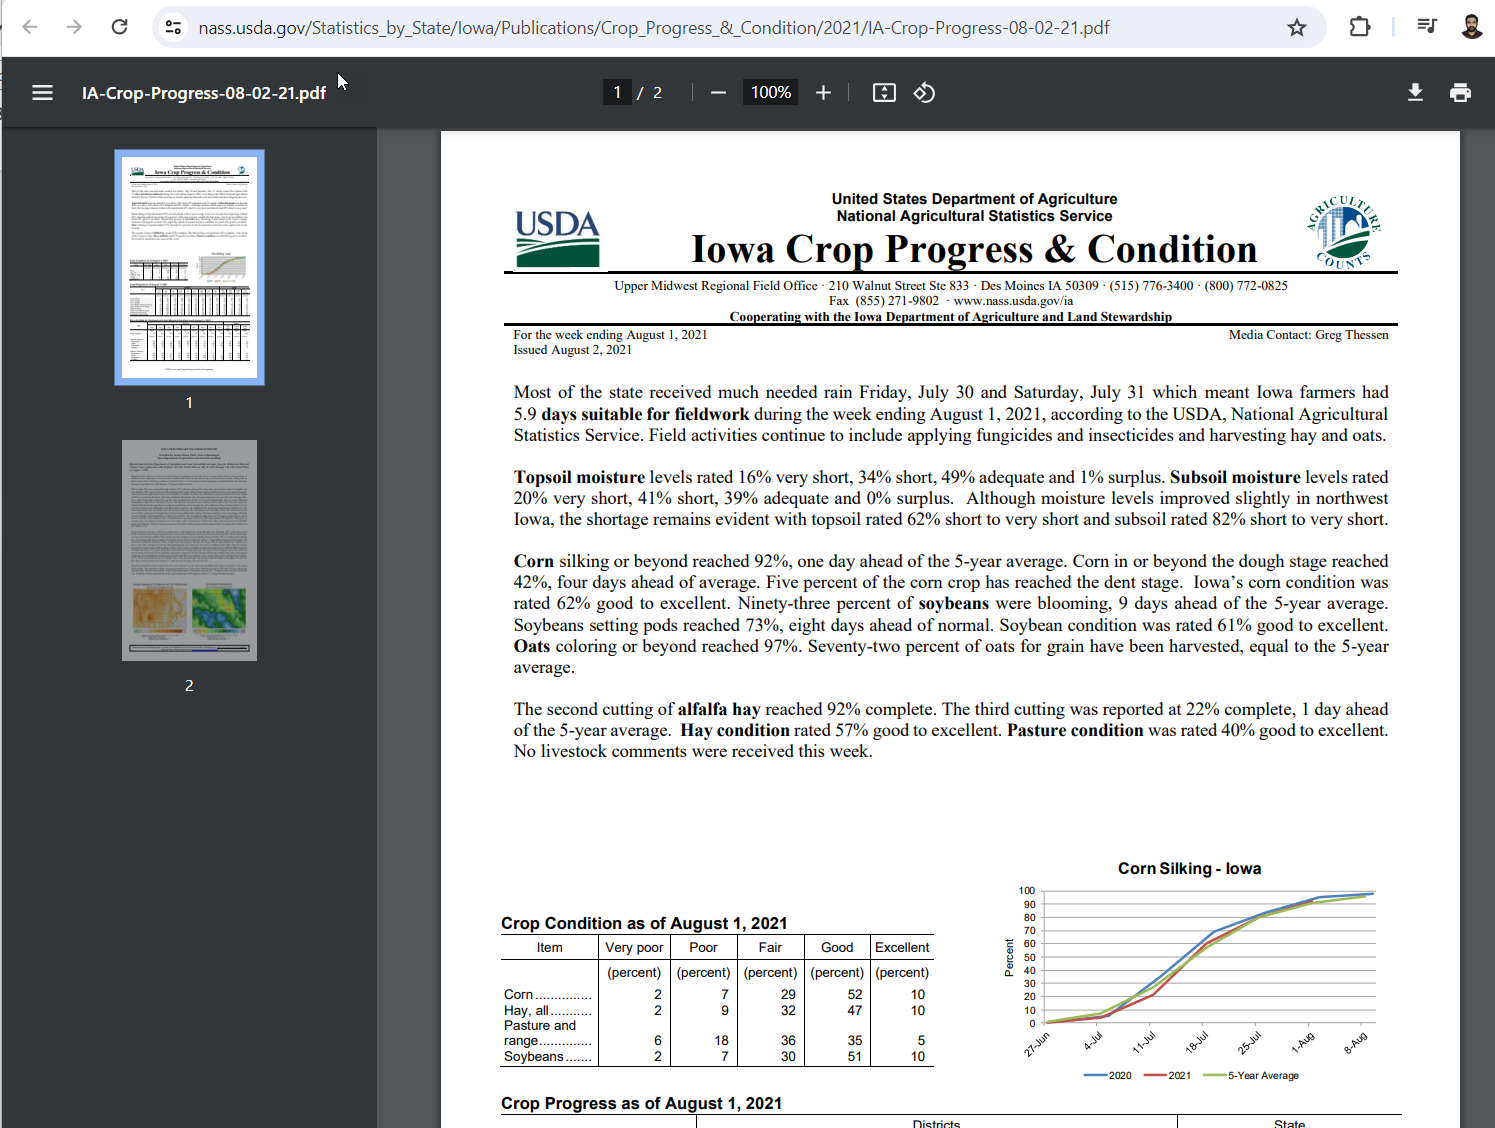 nass.usda.gov/Statistics_by_State/Iowa/Publications/Crop_Progress_&_Condition/2021/IA-Crop-Progress-08-02-21.pdf
IA-Crop-Progress-08-02-21.pdf
1 / 2
100%
Iowa Crop Progress & Condition
1
2
USDA
United States Department of Agriculture
National Agricultural Statistics Service
Iowa Crop Progress & Condition
AGRICULTURE COUNTS
Upper Midwest Regional Field Office · 210 Walnut Street Ste 833 · Des Moines IA 50309 · (515) 776-3400 · (800) 772-0825
Fax (855) 271-9802 · www.nass.usda.gov/ia
Cooperating with the Iowa Department of Agriculture and Land Stewardship
For the week ending August 1, 2021
Media Contact: Greg Thessen
Issued August 2, 2021
Most of the state received much needed rain Friday, July 30 and Saturday, July 31 which meant Iowa farmers had
5.9 days suitable for fieldwork during the week ending August 1, 2021, according to the USDA, National Agricultural
Statistics Service. Field activities continue to include applying fungicides and insecticides and harvesting hay and oats.
Topsoil moisture levels rated 16% very short, 34% short, 49% adequate and 1% surplus. Subsoil moisture levels rated
20% very short, 41% short, 39% adequate and 0% surplus. Although moisture levels improved slightly in northwest
Iowa, the shortage remains evident with topsoil rated 62% short to very short and subsoil rated 82% short to very short.
Corn silking or beyond reached 92%, one day ahead of the 5-year average. Corn in or beyond the dough stage reached
42%, four days ahead of average. Five percent of the corn crop has reached the dent stage. Iowa’s corn condition was
rated 62% good to excellent. Ninety-three percent of soybeans were blooming, 9 days ahead of the 5-year average.
Soybeans setting pods reached 73%, eight days ahead of normal. Soybean condition was rated 61% good to excellent.
Oats coloring or beyond reached 97%. Seventy-two percent of oats for grain have been harvested, equal to the 5-year
average.
The second cutting of alfalfa hay reached 92% complete. The third cutting was reported at 22% complete, 1 day ahead
of the 5-year average. Hay condition rated 57% good to excellent. Pasture condition was rated 40% good to excellent.
No livestock comments were received this week.
Crop Condition as of August 1, 2021
Item Very poor Poor Fair Good Excellent
(percent) (percent) (percent) (percent) (percent)
Corn ............... 2 7 29 52 10
Hay, all ........... 2 9 32 47 10
Pasture and
range.............. 6 18 36 35 5
Soybeans ....... 2 7 30 51 10
Corn Silking - Iowa
Percent
100
90
80
70
60
50
40
30
20
10
0
27-Jun 4-Jul 11-Jul 18-Jul 25-Jul 1-Aug 8-Aug
2020 2021 5-Year Average
Crop Progress as of August 1, 2021
Districts State